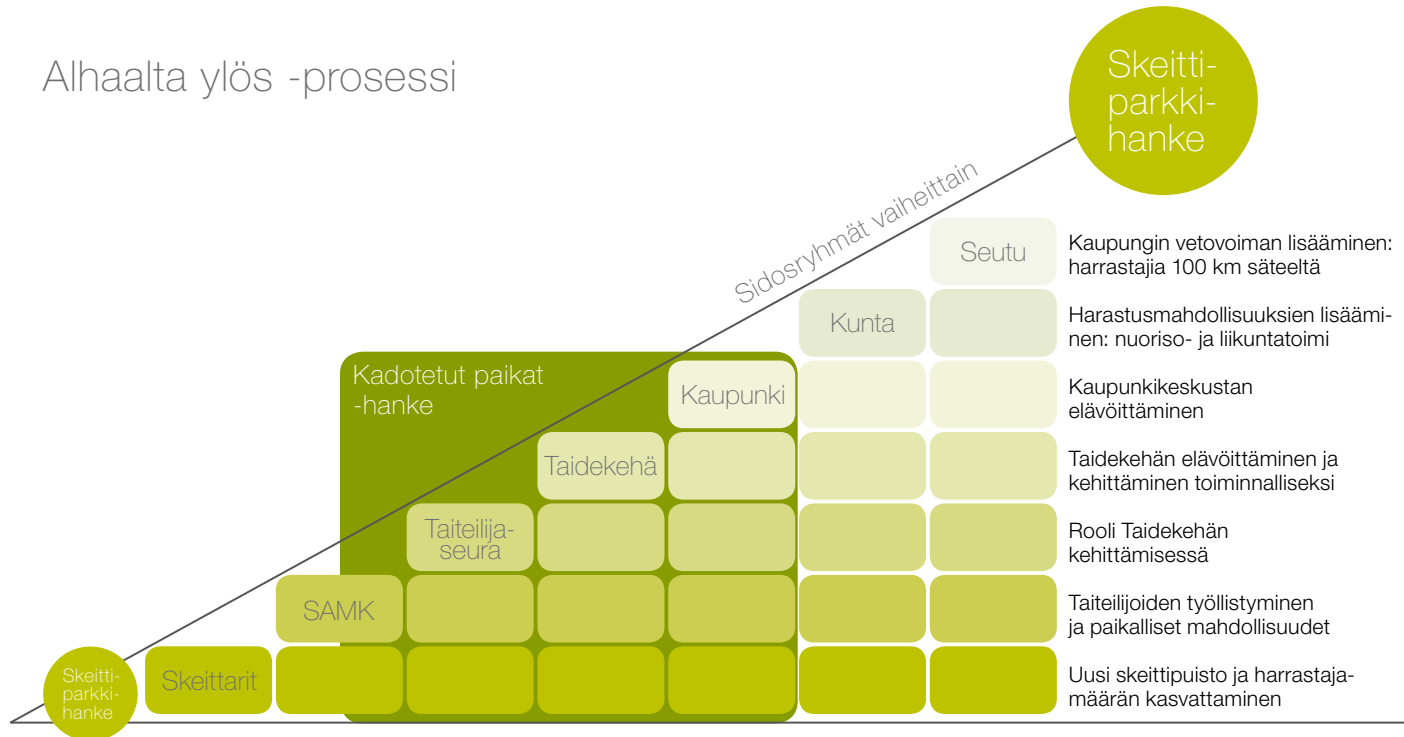 Alhaalta ylös -prosessi
Skeitti-
parkki-
hanke
Sidosryhmät vaiheittain
Seutu
Kaupungin vetovoiman lisääminen:
harrastajia 100 km säteeltä
Kunta
Harastusmahdollisuuksien lisäämi-
nen: nuoriso- ja liikuntatoimi
Kadotetut paikat
-hanke
Kaupunki
Kaupunkikeskustan
elävöittäminen
Taidekehä
Taidekehän elävöittäminen ja
kehittäminen toiminnalliseksi
Taiteilija-
seura
Rooli Taidekehän
kehittämisessä
SAMK
Taiteilijoiden työllistyminen
ja paikalliset mahdollisuudet
Skeitti-
parkki-
hanke
Skeittarit
Uusi skeittipuisto ja harrastaja-
määrän kasvattaminen